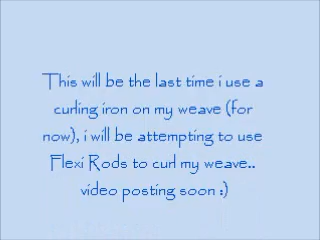 This will be the last time i use a
curling iron on my weave (for
now), i will be attempting to use
Flexi Rods to curl my weave..
video posting soon :)